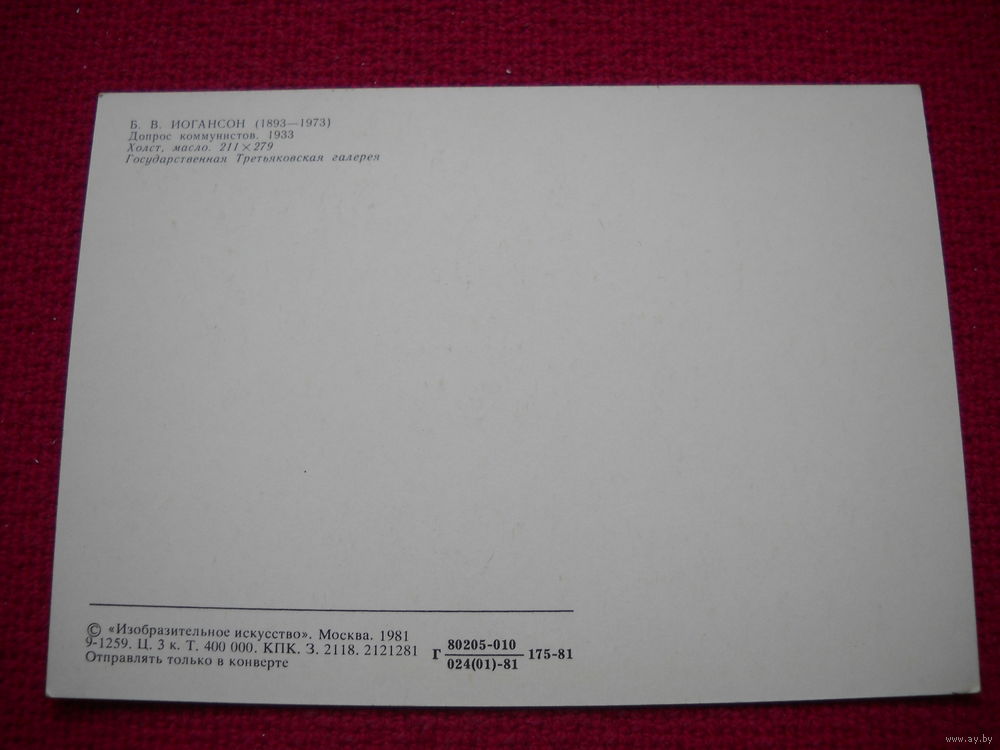 Б. В. ИОГАНСОН (1893—1973)
Допрос коммунистов. 1933
Холст, масло. 211×279
Государственная Третьяковская галерея
© «Изобразительное искусство». Москва. 1981
9-1259. Ц. 3 к. Т. 400 000. КПК. З. 2118. 2121281
Отправлять только в конверте
Г 80205-010
024(01)-81 175-81
www.ay.by